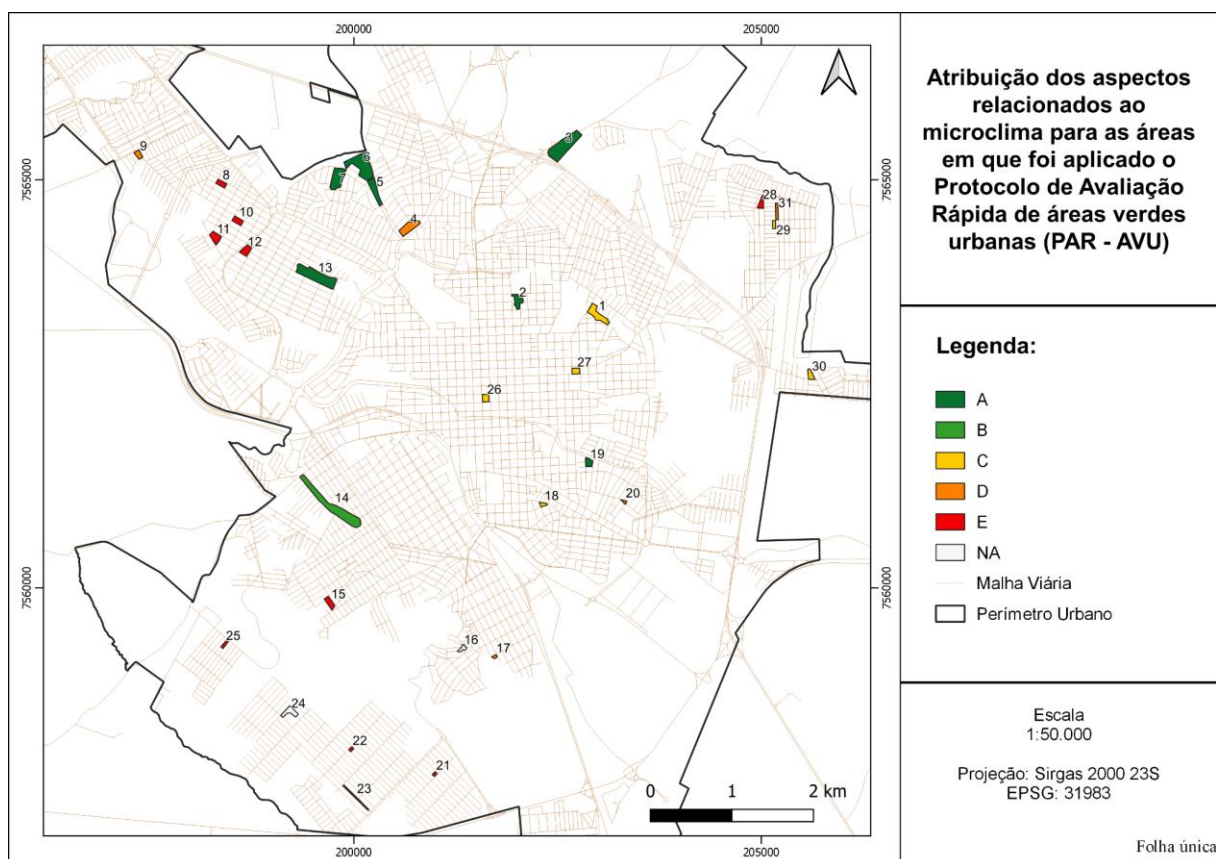 200000
205000
7565000
7565000
7560000
7560000
200000
205000
3
6
7
5
9
8
10
11
12
4
13
28
31
29
2
1
27
26
30
19
18
20
14
15
25
16
17
24
22
21
23
0 1 2 km
Atribuição dos aspectos
relacionados ao
microclima para as áreas
em que foi aplicado o
Protocolo de Avaliação
Rápida de áreas verdes
urbanas (PAR - AVU)
Legenda:
A
B
C
D
E
NA
Malha Viária
Perímetro Urbano
Escala
1:50.000
Projeção: Sirgas 2000 23S
EPSG: 31983
Folha única